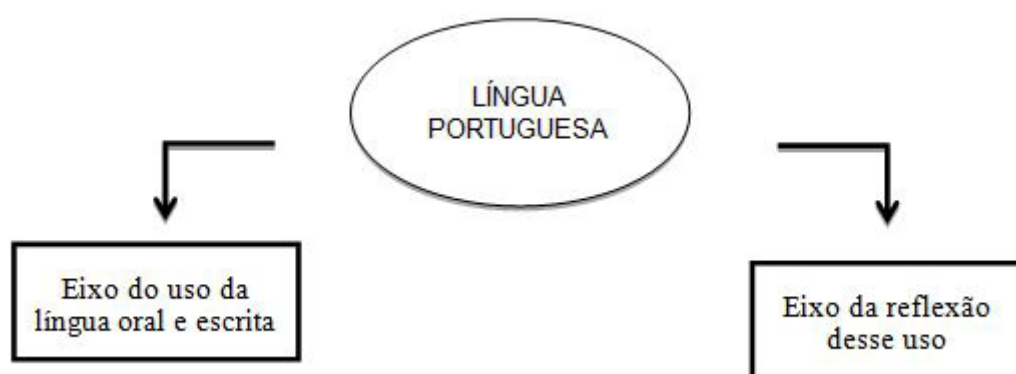 LÍNGUA
PORTUGUESA
Eixo do uso da
língua oral e escrita
Eixo da reflexão
desse uso